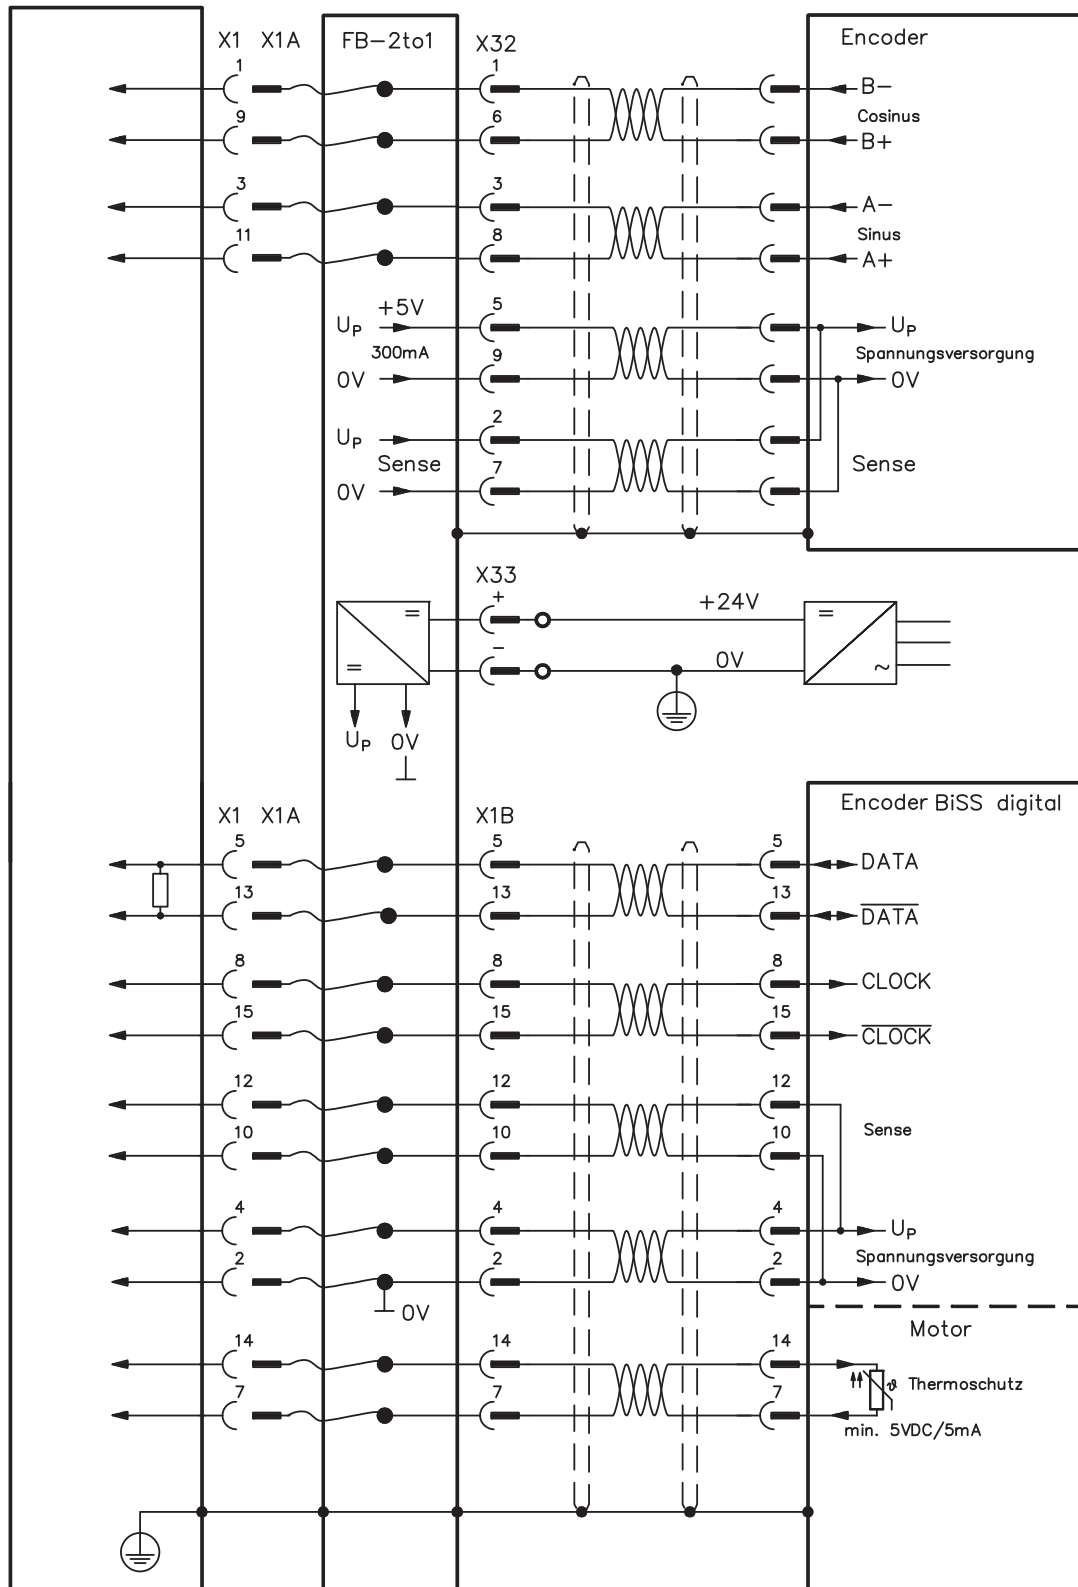 X1 X1A FB-2to1 X32 Encoder
1 1 B-
Cosinus
9 6 B+
3 3 A-
Sinus
11 8 A+
+5V 5
UP UP
300mA 9 Spannungsversorgung
0V 0V
UP 2
Sense 7 Sense
0V
X33
+ +24V
=
=
- 0V
=
~
UP 0V
Encoder BiSS digital
X1 X1A X1B
5 5 5 DATA
13 13 13 DATA
8 8 8 CLOCK
15 15 15 CLOCK
12 12 12
Sense
10 10 10
4 4 4 UP
Spannungsversorgung
2 2 2 0V
0V
Motor
14 14 14
ϑ Thermoschutz
7 7 7
min. 5VDC/5mA